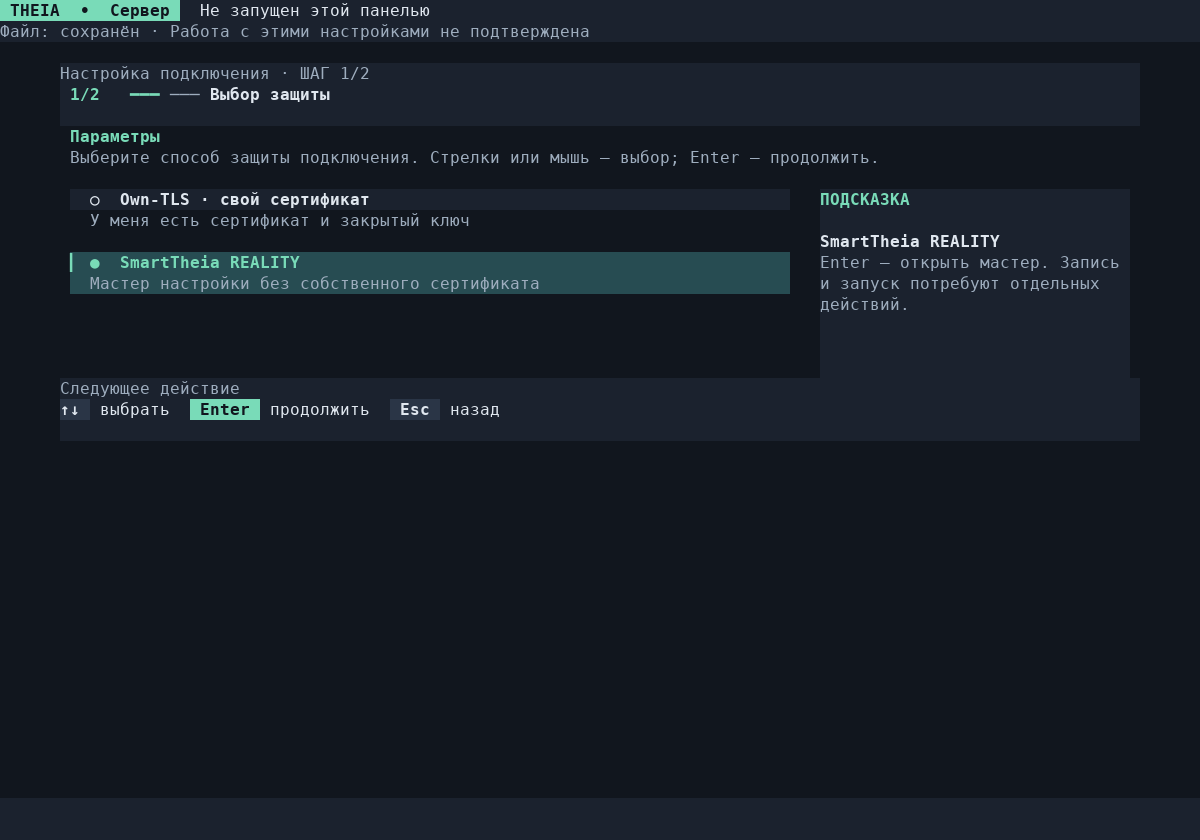 THEIA • Сервер Не запущен этой панелью
Файл: сохранён · Работа с этими настройками не подтверждена
Настройка подключения · ШАГ 1/2
1/2 ━━━ ─── Выбор защиты
Параметры
Выберите способ защиты подключения. Стрелки или мышь — выбор; Enter — продолжить.
○ Own-TLS · свой сертификат
У меня есть сертификат и закрытый ключ
● SmartTheia REALITY
Мастер настройки без собственного сертификата
ПОДСКАЗКА
SmartTheia REALITY
Enter — открыть мастер. Запись
и запуск потребуют отдельных
действий.
Следующее действие
↑↓ выбрать Enter продолжить Esc назад